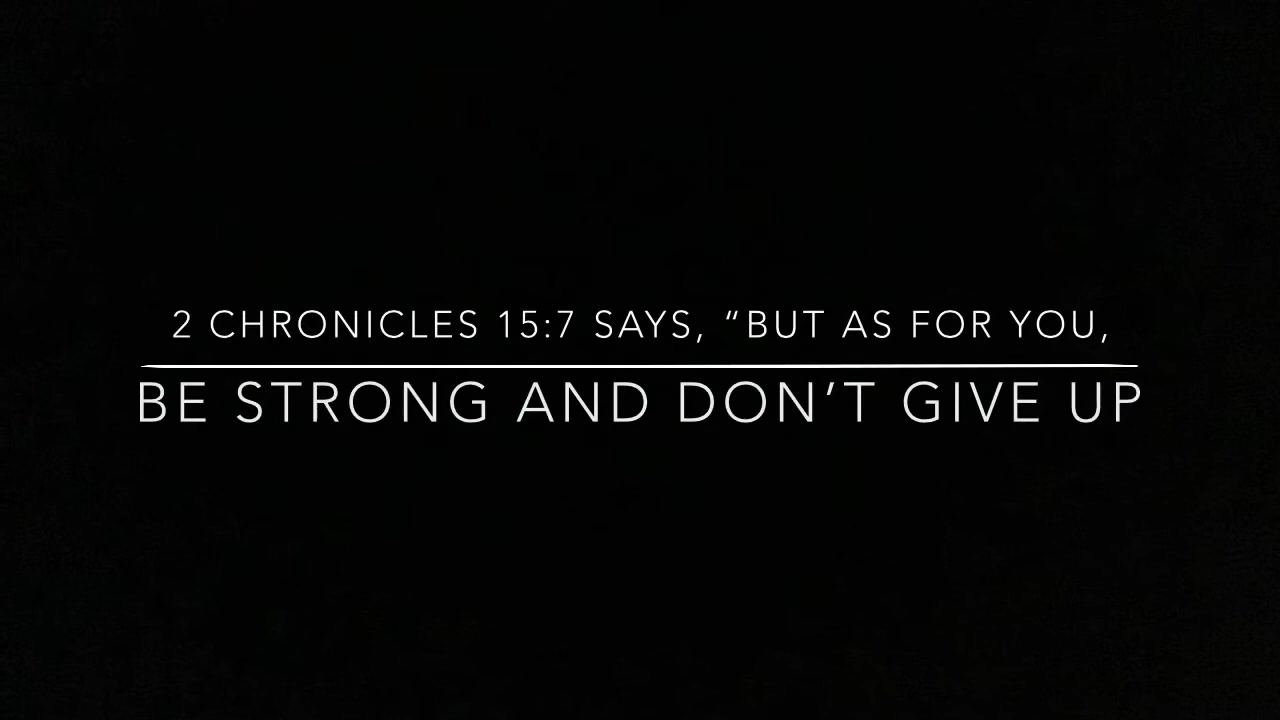 2 CHRONICLES 15:7 SAYS, “BUT AS FOR YOU,
BE STRONG AND DON’T GIVE UP